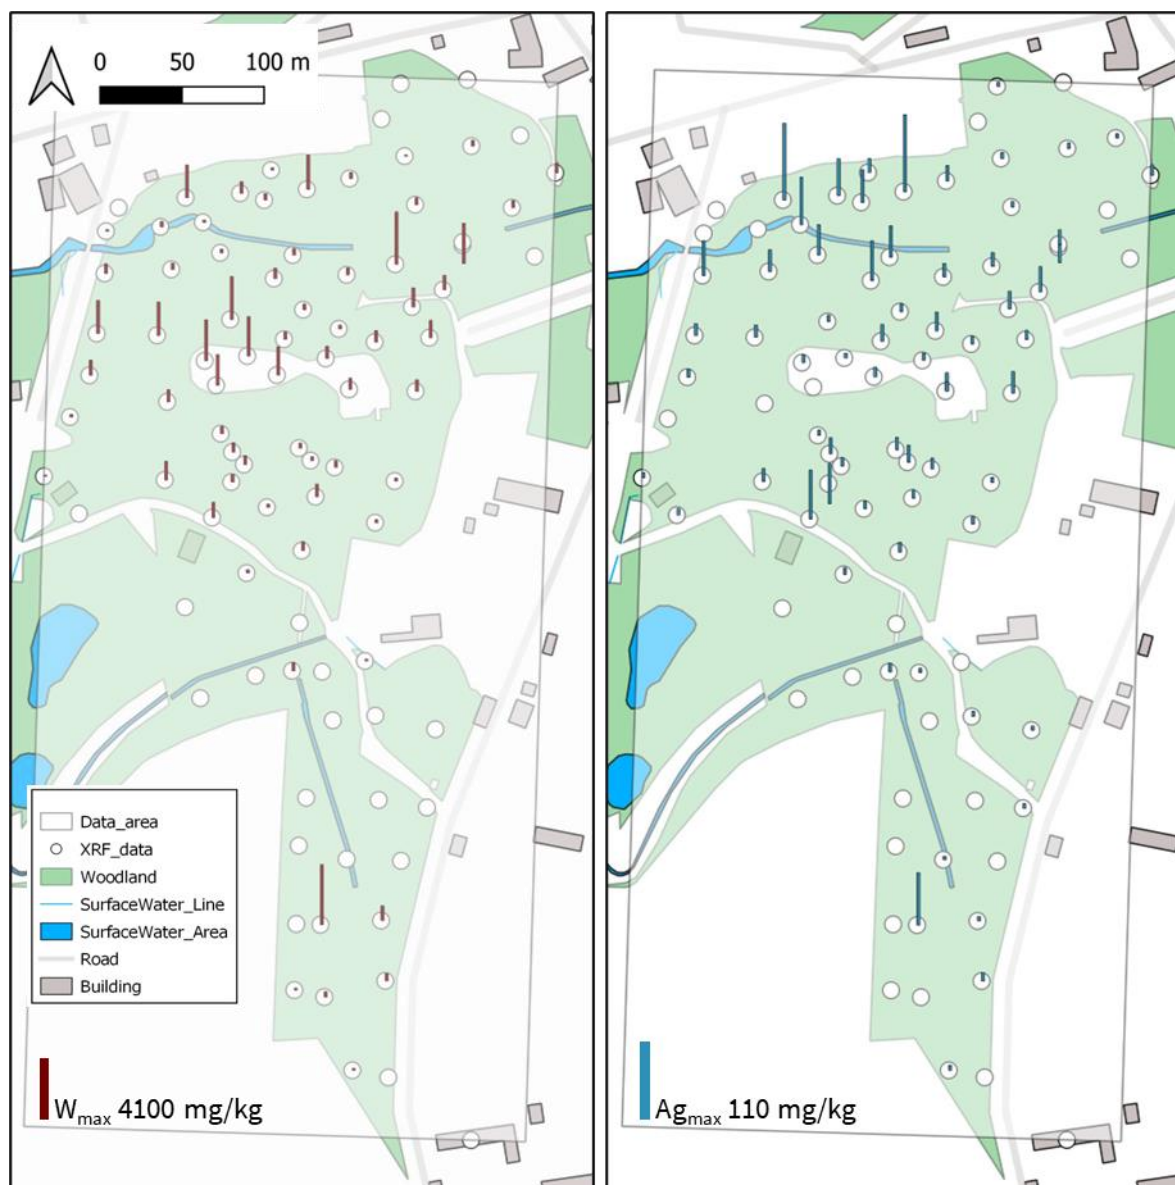 0 50 100 m
Data_area
XRF_data
Woodland
SurfaceWater_Line
SurfaceWater_Area
Road
Building
Wmax 4100 mg/kg
Agmax 110 mg/kg